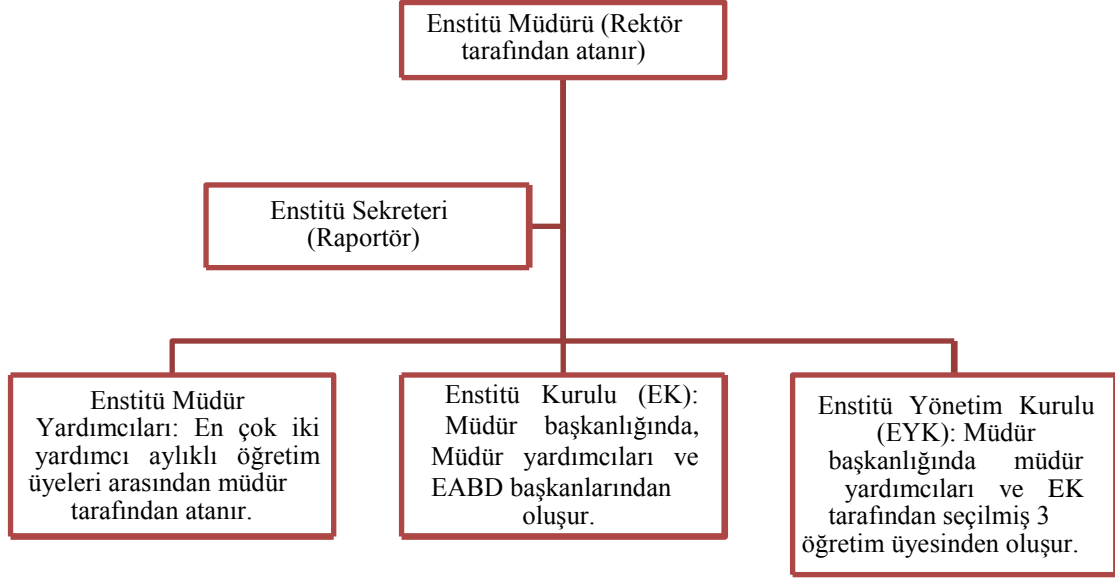 Enstitü Müdürü (Rektör
tarafından atanır)
Enstitü Sekreteri
(Raportör)
Enstitü Müdür
Yardımcıları: En çok iki
yardımcı aylıklı öğretim
üyeleri arasından müdür
tarafından atanır.
Enstitü Kurulu (EK):
Müdür başkanlığında,
Müdür yardımcıları ve
EABD başkanlarından
oluşur.
Enstitü Yönetim Kurulu
(EYK): Müdür
başkanlığında müdür
yardımcıları ve EK
tarafından seçilmiş 3
öğretim üyesinden oluşur.